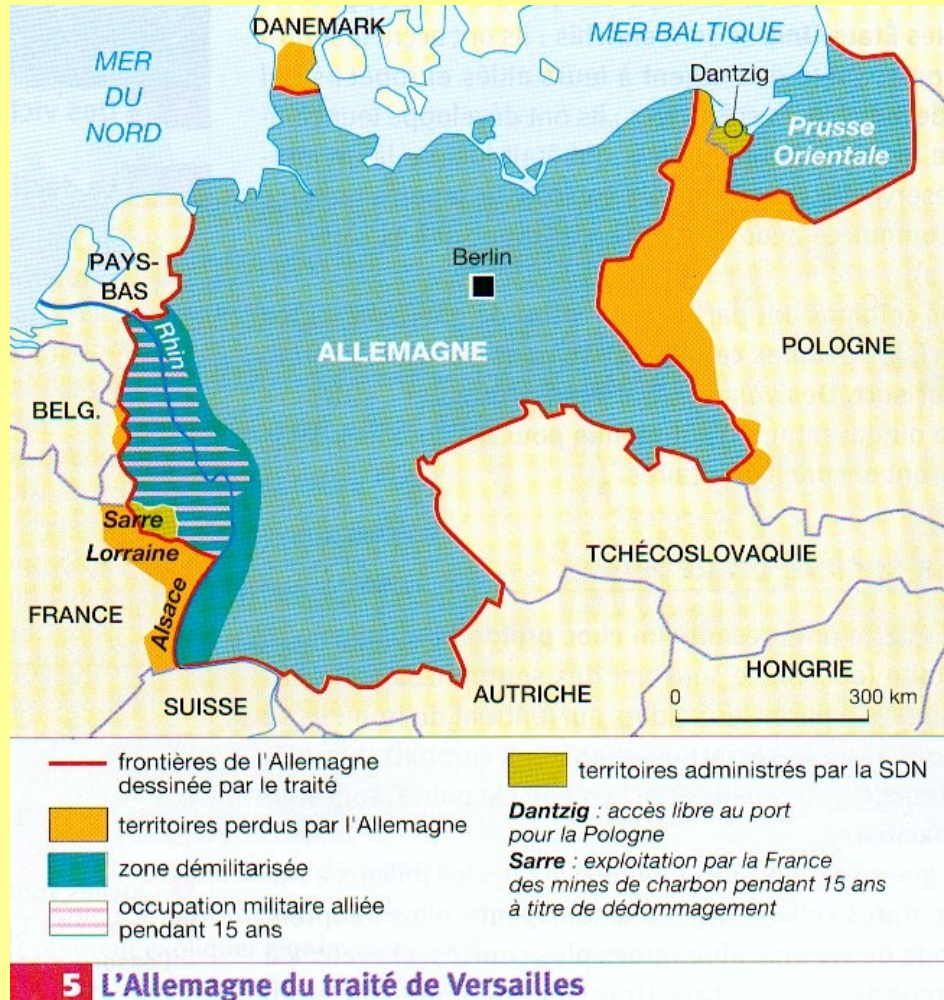 DANEMARK
MER BALTIQUE
MER
DU
NORD
Dantzig
Prusse
Orientale
PAYS-
BAS
Berlin
Rhin
ALLEMAGNE
POLOGNE
BELG.
Sarre
Lorraine
TCHÉCOSLOVAQUIE
FRANCE
Alsace
HONGRIE
SUISSE
AUTRICHE
0 300 km
frontières de l'Allemagne
dessinée par le traité
territoires perdus par l'Allemagne
zone démilitarisée
occupation militaire alliée
pendant 15 ans
territoires administrés par la SDN
Dantzig : accès libre au port
pour la Pologne
Sarre : exploitation par la France
des mines de charbon pendant 15 ans
à titre de dédommagement
5 L'Allemagne du traité de Versailles